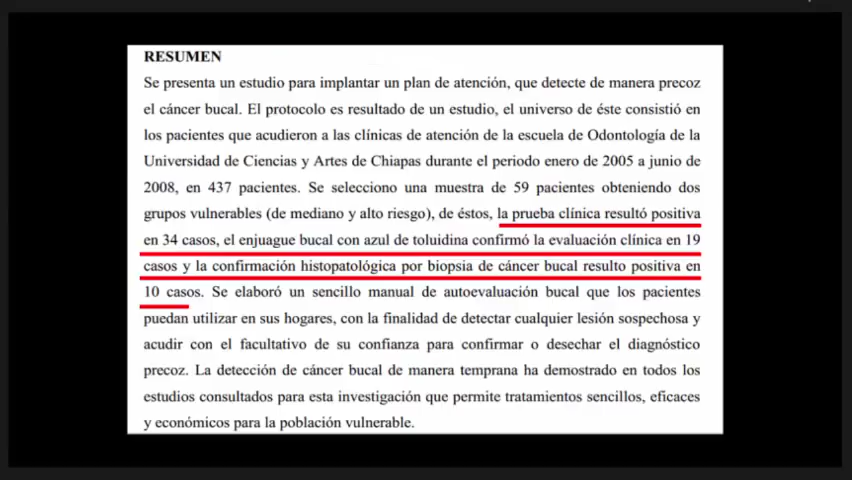 RESUMEN
Se presenta un estudio para implantar un plan de atención, que detecte de manera precoz
el cáncer bucal. El protocolo es resultado de un estudio, el universo de éste consistió en
los pacientes que acudieron a las clínicas de atención de la escuela de Odontología de la
Universidad de Ciencias y Artes de Chiapas durante el periodo enero de 2005 a junio de
2008, en 437 pacientes. Se selecciono una muestra de 59 pacientes obteniendo dos
grupos vulnerables (de mediano y alto riesgo), de éstos, la prueba clínica resultó positiva
en 34 casos, el enjuague bucal con azul de toluidina confirmó la evaluación clínica en 19
casos y la confirmación histopatológica por biopsia de cáncer bucal resulto positiva en
10 casos. Se elaboró un sencillo manual de autoevaluación bucal que los pacientes
puedan utilizar en sus hogares, con la finalidad de detectar cualquier lesión sospechosa y
acudir con el facultativo de su confianza para confirmar o desechar el diagnóstico
precoz. La detección de cáncer bucal de manera temprana ha demostrado en todos los
estudios consultados para esta investigación que permite tratamientos sencillos, eficaces
y económicos para la población vulnerable.